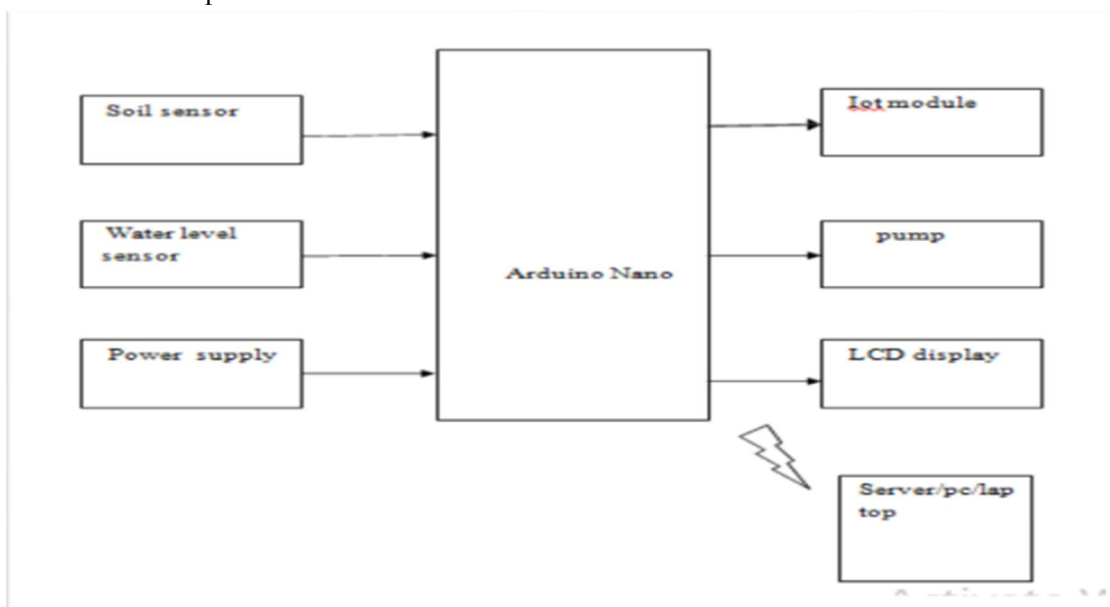 Soil sensor
Water level
sensor
Power supply
Arduino Nano
Iot module
pump
LCD display
Server/pc/lap
top